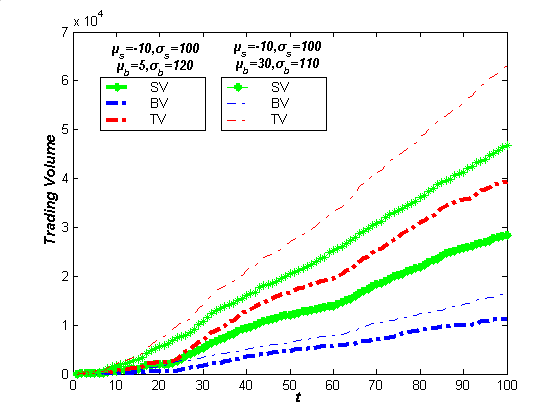 x 10^4
7
6
5
4
3
2
1
0
Trading Volume
μs=-10,σs=100
μb=5,σb=120
SV
BV
TV
μs=-10,σs=100
μb=30,σb=110
SV
BV
TV
0 10 20 30 40 50 60 70 80 90 100
t